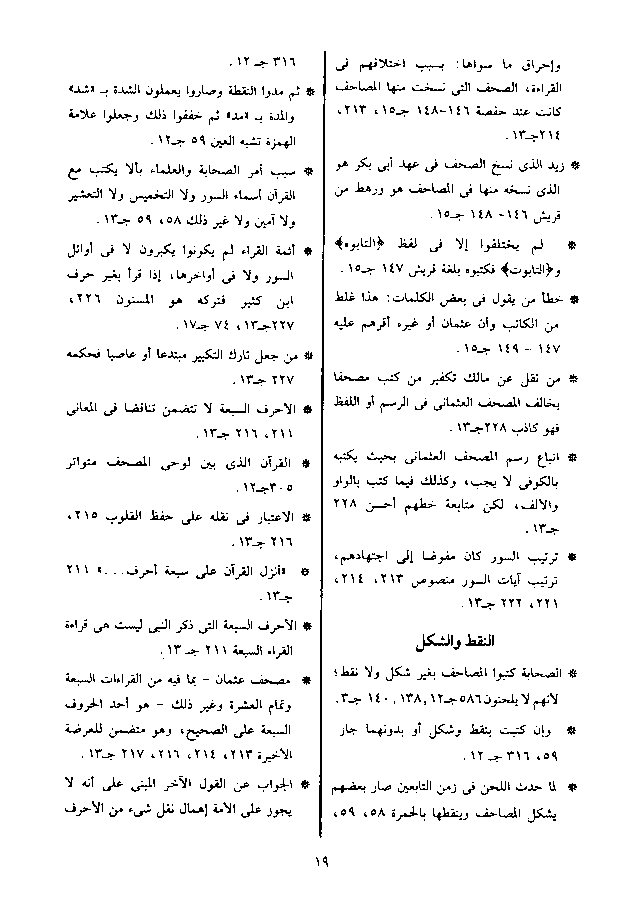 وإحراق ما سواها: بسبب اختلافهم فى
القراءة، الصحف التى نسخت منها المصاحف
كانت عند حفصة ١٤٦-١٤٨ جـ١٥، ٢١٣،
٢١٤ جـ١٣.
* زيد الذى نسخ الصحف فى عهد أبى بكر هو
الذى نسخه منها فى المصاحف هو ورهط من
قريش ١٤٦- ١٤٨ جـ١٥.
* لم يختلفوا إلا فى لفظ ﴿التابوه﴾
و﴿التابوت﴾ فكتبوه بلغة قريش ١٤٧ جـ١٥.
* خطأ من يقول فى بعض الكلمات: هذا غلط
من الكاتب وأن عثمان أو غيره أقرهم عليه
١٤٧ - ١٤٩ جـ١٥.
* من نقل عن مالك تكفير من كتب مصحفا
يخالف المصحف العثمانى فى الرسم أو اللفظ
فهو كاذب ٢٢٨جـ١٣.
* اتباع رسم المصحف العثمانى بحيث يكتبه
بالكوفى لا يجب، وكذلك فيما كتب بالواو
والألف، لكن متابعة خطهم أحسن ٢٢٨
جـ١٣.
* ترتيب السور كان مفوضا إلى اجتهادهم،
ترتيب آيات السور منصوص ٢١٣، ٢١٤،
٢٢١، ٢٢٢ جـ١٣.
النقط والشكل
* الصحابة كتبوا المصاحف بغير شكل ولا نقط؛
لأنهم لا يلحنون ٥٨٦ جـ١٢, ١٣٨, ١٤٠ جـ٣.
* وإن كتبت بنقط وشكل أو بدونهما جاز
٥٩، ٣١٦ جـ ١٢.
* لما حدث اللحن فى زمن التابعين صار بعضهم
يشكل المصاحف وينقطها بالحمرة ٥٨، ٥٩،
٣١٦ جـ ١٢.
* ثم مدوا النقطة وصاروا يعملون الشدة بـ «شد»
والمدة بـ «مد» ثم خففوا ذلك وجعلوا علامة
الهمزة تشبه العين ٥٩ جـ١٢.
* سبب أمر الصحابة والعلماء بألا يكتب مع
القرآن أسماء السور ولا التخميس ولا التعشير
ولا آمين ولا غير ذلك ٥٨، ٥٩ جـ١٣.
* أئمة القراء لم يكونوا يكبرون لا فى أوائل
السور ولا فى أواخرها، إذا قرأ بغير حرف
ابن كثير فتركه هو المسنون ٢٢٦،
٢٢٧جـ١٣، ٧٤ جـ١٧.
* من جعل تارك التكبير مبتدعا أو عاصيا فحكمه
٢٢٧ جـ١٣.
* الأحرف السبعة لا تتضمن تناقضا فى المعانى
٢١١، ٢١٦ جـ١٣.
* القرآن الذى بين لوحى المصحف متواتر
٣٠٥جـ١٢.
* الاعتبار فى نقله على حفظ القلوب ٢١٥،
٢١٦ جـ١٣.
* «أنزل القرآن على سبعة أحرف...» ٢١١
جـ١٣.
* الأحرف السبعة التى ذكر النبى ليست هى قراءة
القراء السبعة ٢١١ جـ ١٣.
* مصحف عثمان - بما فيه من القراءات السبعة
وتمام العشرة وغير ذلك - هو أحد الحروف
السبعة على الصحيح، وهو متضمن للعرضة
الأخيرة ٢١٣، ٢١٤، ٢١٦، ٢١٧ جـ١٣.
* الجواب عن القول الآخر المبنى على أنه لا
يجوز على الأمة إهمال نقل شىء من الأحرف
١٩